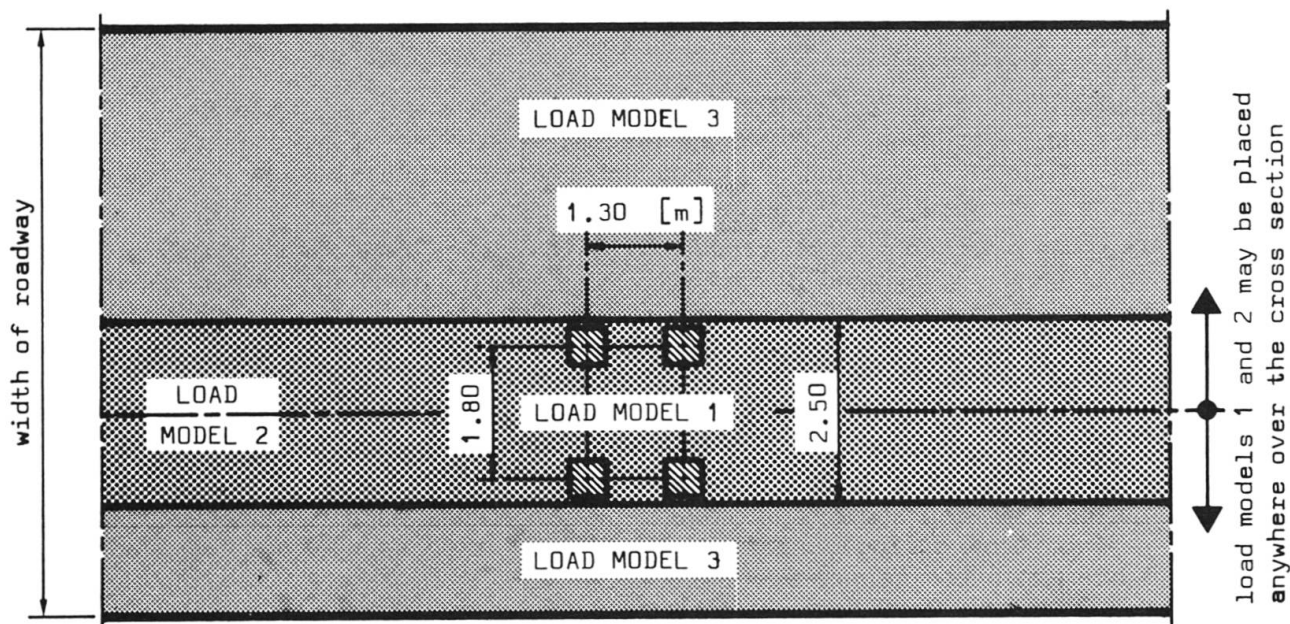 width of roadway
LOAD MODEL 3
1.30 [m]
LOAD
MODEL 2
1.80
LOAD MODEL 1
2.50
LOAD MODEL 3
load models 1 and 2 may be placed
anywhere over the cross section